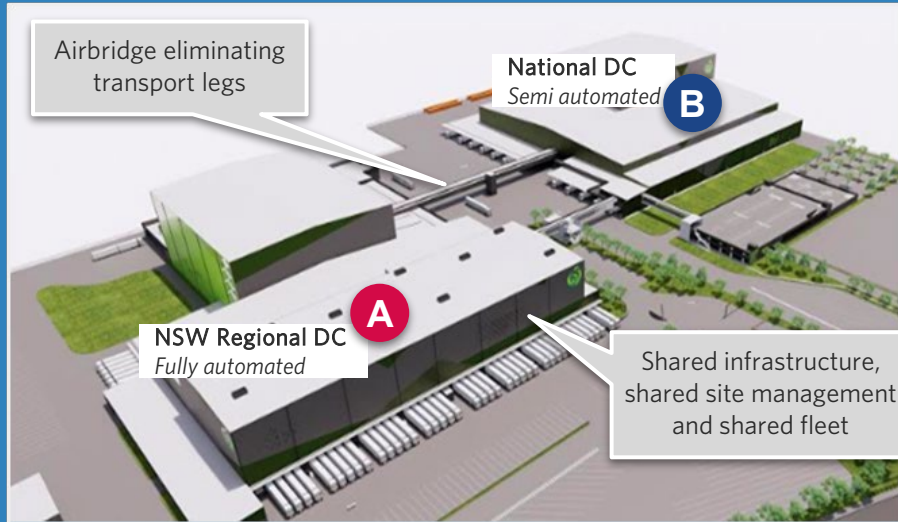 Airbridge eliminating
transport legs
National DC
Semi automated
B
A
NSW Regional DC
Fully automated
Shared infrastructure,
shared site management
and shared fleet